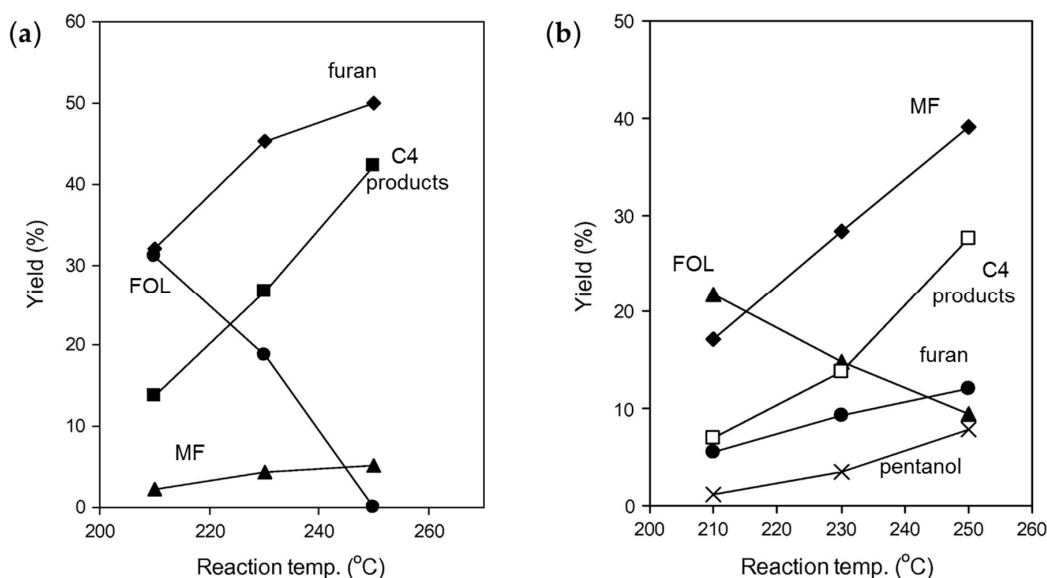 (a)
60
50
40
30
20
10
0
Yield (%)
furan
C4
products
FOL
MF
200
220
240
260
Reaction temp. (°C)
(b)
50
40
30
20
10
0
Yield (%)
MF
FOL
C4
products
furan
pentanol
200
210
220
230
240
250
260
Reaction temp. (°C)